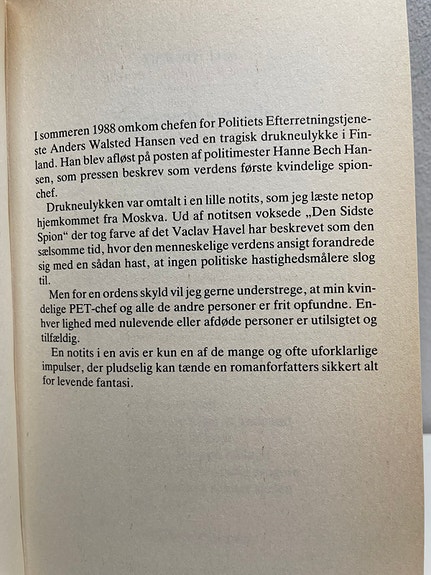 I sommeren 1988 omkom chefen for Politiets Efterretningstjene-
ste Anders Walsted Hansen ved en tragisk drukneulykke i Fin-
land. Han blev afløst på posten af politimester Hanne Bech Han-
sen, som pressen beskrev som verdens første kvindelige spion-
chef.
Drukneulykken var omtalt i en lille notits, som jeg læste netop
hjemkommet fra Moskva. Ud af notitsen voksede „Den Sidste
Spion" der tog farve af det Vaclav Havel har beskrevet som den
sælsomme tid, hvor den menneskelige verdens ansigt forandrede
sig med en sådan hast, at ingen politiske hastighedsmålere slog
til.
Men for en ordens skyld vil jeg gerne understrege, at min kvin-
delige PET-chef og alle de andre personer er frit opfundne. En-
hver lighed med nulevende eller afdøde personer er utilsigtet og
tilfældig.
En notits i en avis er kun en af de mange og ofte uforklarlige
impulser, der pludselig kan tænde en romanforfatters sikkert alt
for levende fantasi.